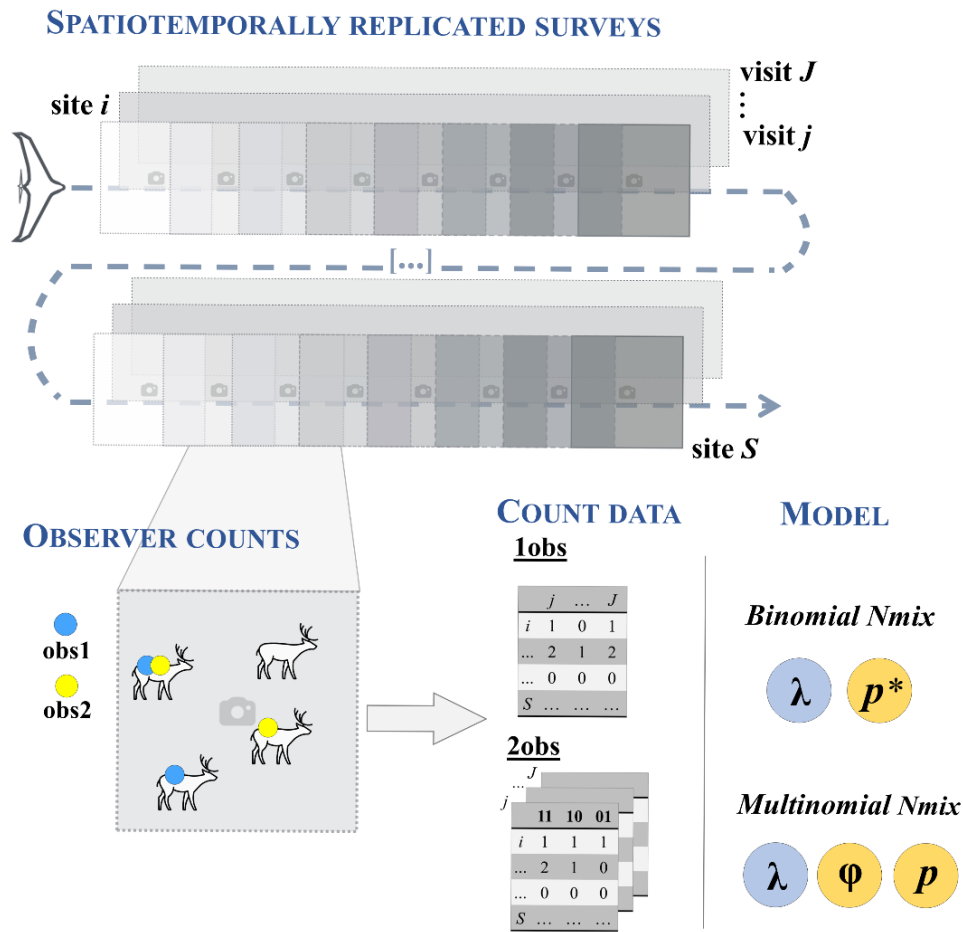 SPATIOTEMPORALLY REPLICATED SURVEYS
visit J
⋮
site i
visit j
[...]
site S
OBSERVER COUNTS
obs1
obs2
COUNT DATA
1obs
j ... J
i 1 0 1
... 2 1 2
... 0 0 0
S ... ... ...
2obs
J
...
j
11 10 01
i 1 1 1
... 2 1 0
... 0 0 0
S ... ... ...
MODEL
Binomial Nmix
λ p*
Multinomial Nmix
λ φ p